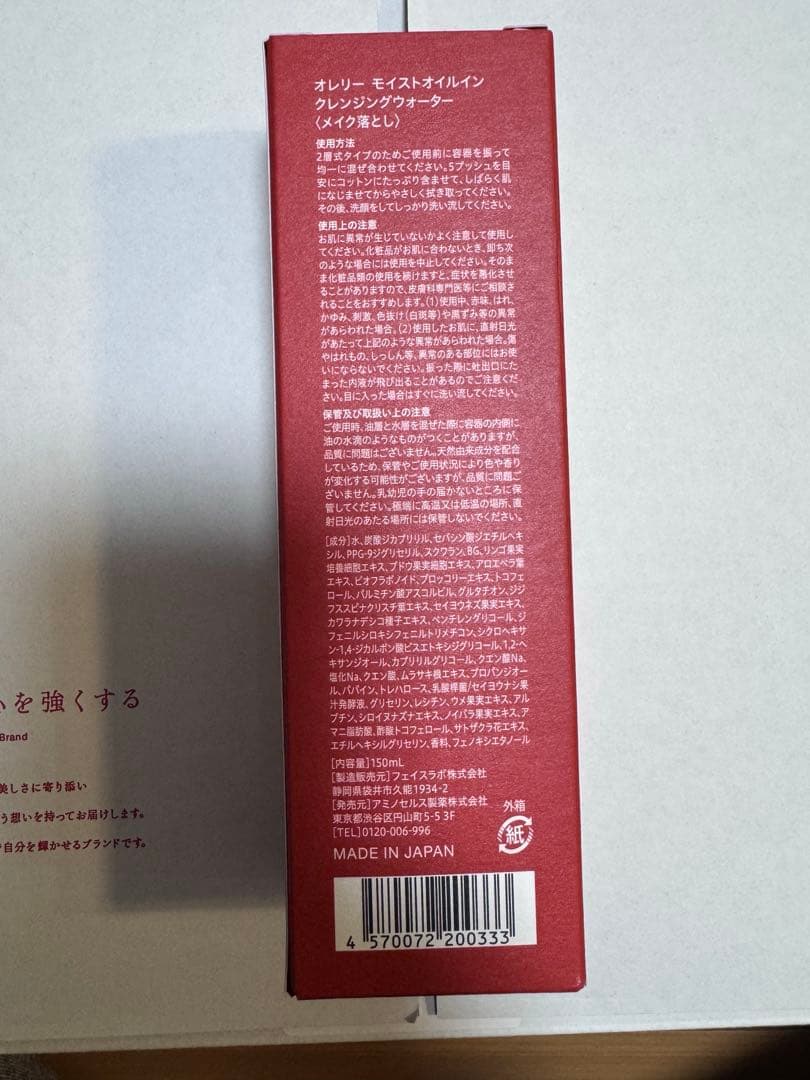 オレリー モイストオイルイン
クレンジングウォーター
〈メイク落とし〉
使用方法
2層式タイプのためご使用前に容器を振って
均一に混ぜ合わせてください。5プッシュを目
安にコットンにたっぷり含ませて、しばらく肌
になじませてからやさしく拭き取ってください。
その後、洗顔をしてしっかり洗い流してください。
使用上の注意
お肌に異常が生じていないかよく注意して使用し
てください。化粧品がお肌に合わないとき、即ち次
のような場合には使用を中止してください。そのま
ま化粧品類の使用を続けますと、症状を悪化させ
ることがありますので、皮膚科専門医等にご相談さ
れることをおすすめします。(1)使用中、赤味、はれ、
かゆみ、刺激、色抜け(白斑等)や黒ずみ等の異常
があらわれた場合。(2)使用したお肌に、直射日光
があたって上記のような異常があらわれた場合。傷
やはれもの、しっしん等、異常のある部位にはお使
いにならないでください。振った際に吐出口にた
まった内液が飛び出ることがあるのでご注意くだ
さい。目に入った場合はすぐに洗い流してください。
保管及び取扱い上の注意
ご使用時、油層と水層を混ぜた際に容器の内側に
油の水滴のようなものがつくことがありますが、
品質に問題はございません。天然由来成分を配合
しているため、保管やご使用状況により色や香り
が変化する可能性がございますが、品質に問題ご
ざいません。乳幼児の手の届かないところに保
管してください。極端に高温又は低温の場所、直
射日光のあたる場所には保管しないでください。
[成分]水、炭酸ジカプリリル、セバシン酸ジエチルヘキ
シル、PPG-9ジグリセリル、スクワラン、BG、リンゴ果実
培養細胞エキス、ブドウ果実細胞エキス、アロエベラ葉
エキス、ビオフラボノイド、ブロッコリーエキス、トコフェ
ロール、パルミチン酸アスコルビル、グルタチオン、ジジ
フススピナクリスチ葉エキス、セイヨウネズ果実エキス、
カワラナデシコ種子エキス、ペンチレングリコール、ジ
フェニルシロキシフェニルトリメチコン、シクロヘキサ
ン-1,4-ジカルボン酸ビスエトキシジグリコール、1,2-ヘ
キサンジオール、カプリリルグリコール、クエン酸Na、
塩化Na、クエン酸、ムラサキ根エキス、プロパンジオー
ル、パパイン、トレハロース、乳酸桿菌/セイヨウナシ果
汁発酵液、グリセリン、レシチン、ウメ果実エキス、アル
ブチン、シロイヌナズナエキス、ノイバラ果実エキス、ア
マニ脂肪酸、酢酸トコフェロール、サトザクラ花エキス、
エチルヘキシルグリセリン、香料、フェノキシエタノール
[内容量]150mL
[製造販売元]フェイスラボ株式会社
静岡県袋井市久能1934-2
[発売元]アミノセルス製薬株式会社
東京都渋谷区円山町5-5 3F
[TEL]0120-006-996
MADE IN JAPAN
外箱
紙
4 570072 200333
いを強くする
Brand
美しさに寄り添い
う想いを持ってお届けします。
自分を輝かせるブランドです。